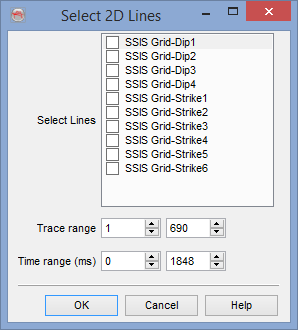 Select 2D Lines
SSIS Grid-Dip1
SSIS Grid-Dip2
SSIS Grid-Dip3
SSIS Grid-Dip4
SSIS Grid-Strike1
Select Lines
SSIS Grid-Strike2
SSIS Grid-Strike3
SSIS Grid-Strike4
SSIS Grid-Strike5
SSIS Grid-Strike6
Trace range 1 690
Time range (ms) 0 1848
OK Cancel Help